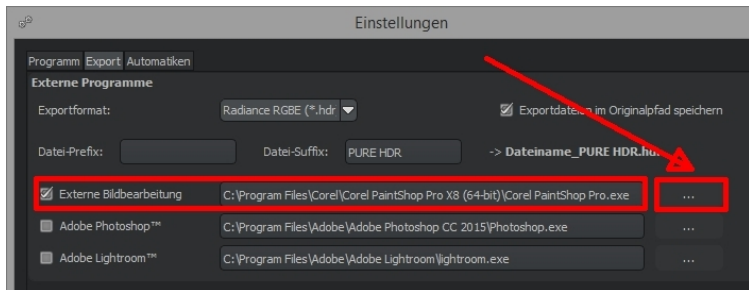 Einstellungen
Programm Export Automatiken
Externe Programme
Exportformat: Radiance RGBE (*.hdr Exportdateien im Originalpfad speichern
Datei-Prefix: Datei-Suffix: PURE HDR -> Dateiname_PURE HDR.hdr
Externe Bildbearbeitung C:\Program Files\Corel\Corel PaintShop Pro X8 (64-bit)\Corel PaintShop Pro.exe ...
Adobe Photoshop™ C:\Program Files\Adobe\Adobe Photoshop CC 2015\Photoshop.exe ...
Adobe Lightroom™ C:\Program Files\Adobe\Adobe Lightroom\lightroom.exe ...